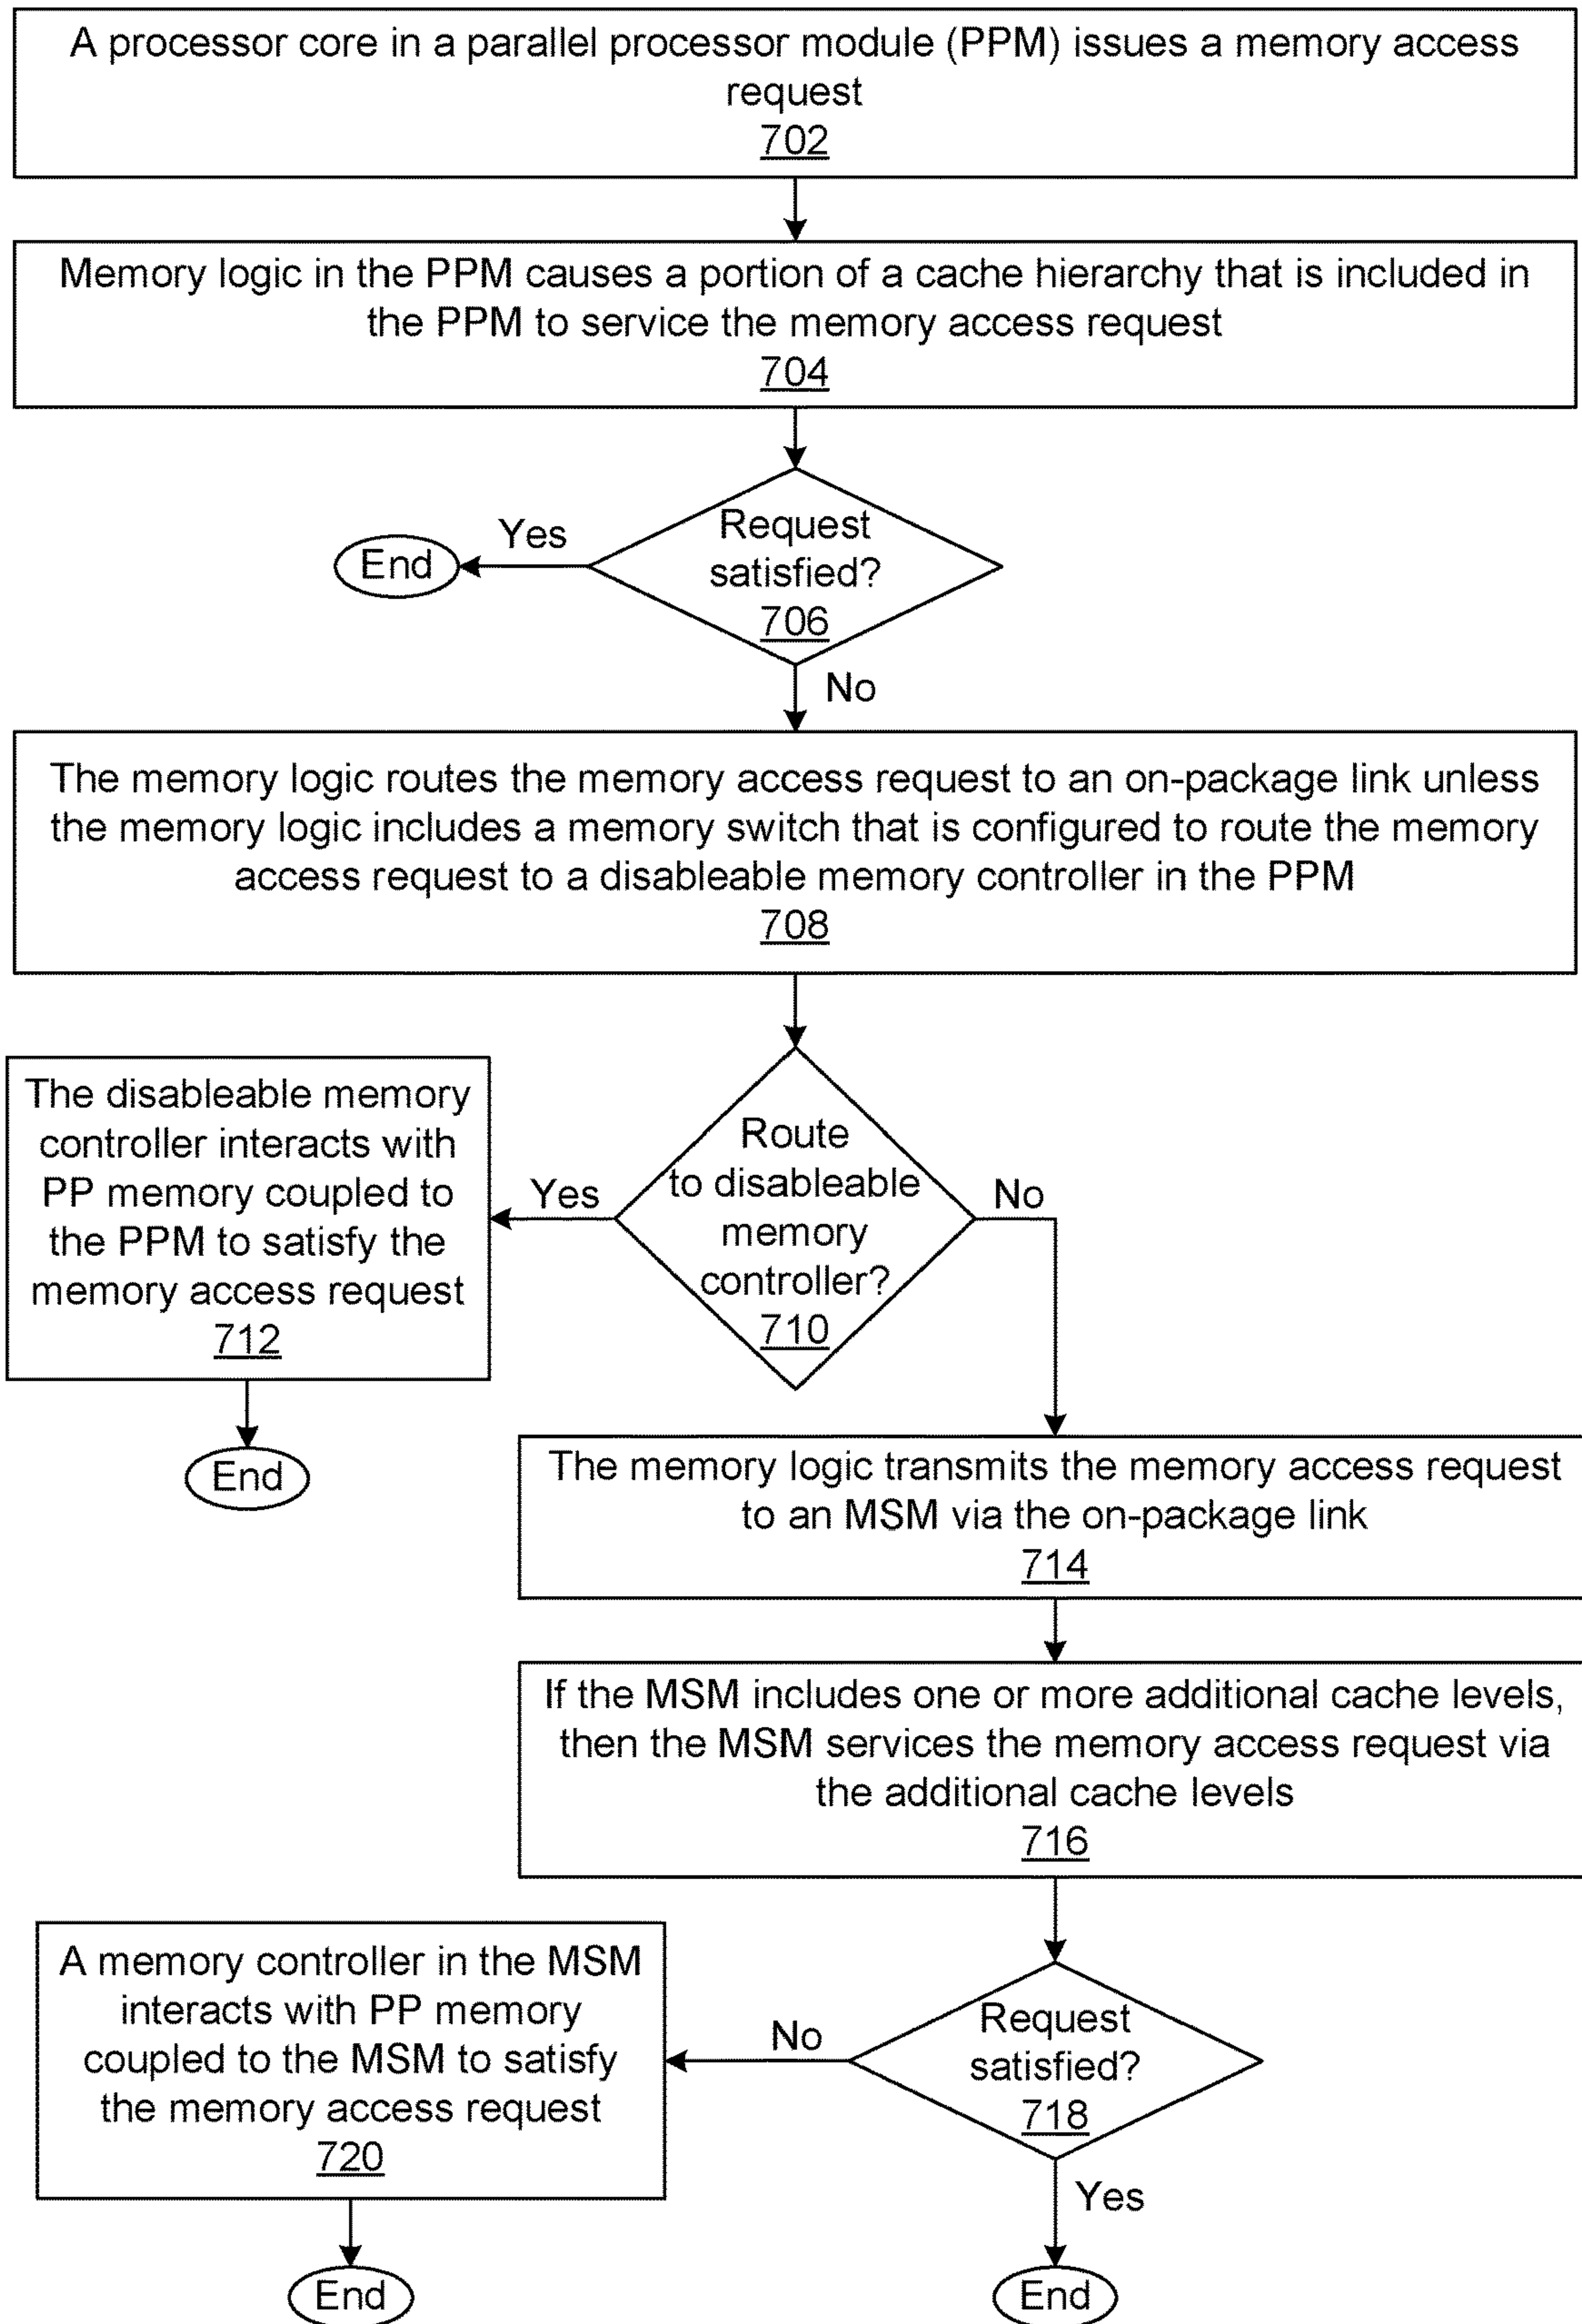 A processor core in a parallel processor module (PPM) issues a memory access
request
702
Memory logic in the PPM causes a portion of a cache hierarchy that is included in
the PPM to service the memory access request
704
Request
satisfied?
706
Yes
End
No
The memory logic routes the memory access request to an on-package link unless
the memory logic includes a memory switch that is configured to route the memory
access request to a disableable memory controller in the PPM
708
Route
to disableable
memory
controller?
710
Yes
The disableable memory
controller interacts with
PP memory coupled to
the PPM to satisfy the
memory access request
712
End
No
The memory logic transmits the memory access request
to an MSM via the on-package link
714
If the MSM includes one or more additional cache levels,
then the MSM services the memory access request via
the additional cache levels
716
Request
satisfied?
718
No
A memory controller in the MSM
interacts with PP memory
coupled to the MSM to satisfy
the memory access request
720
End
Yes
End